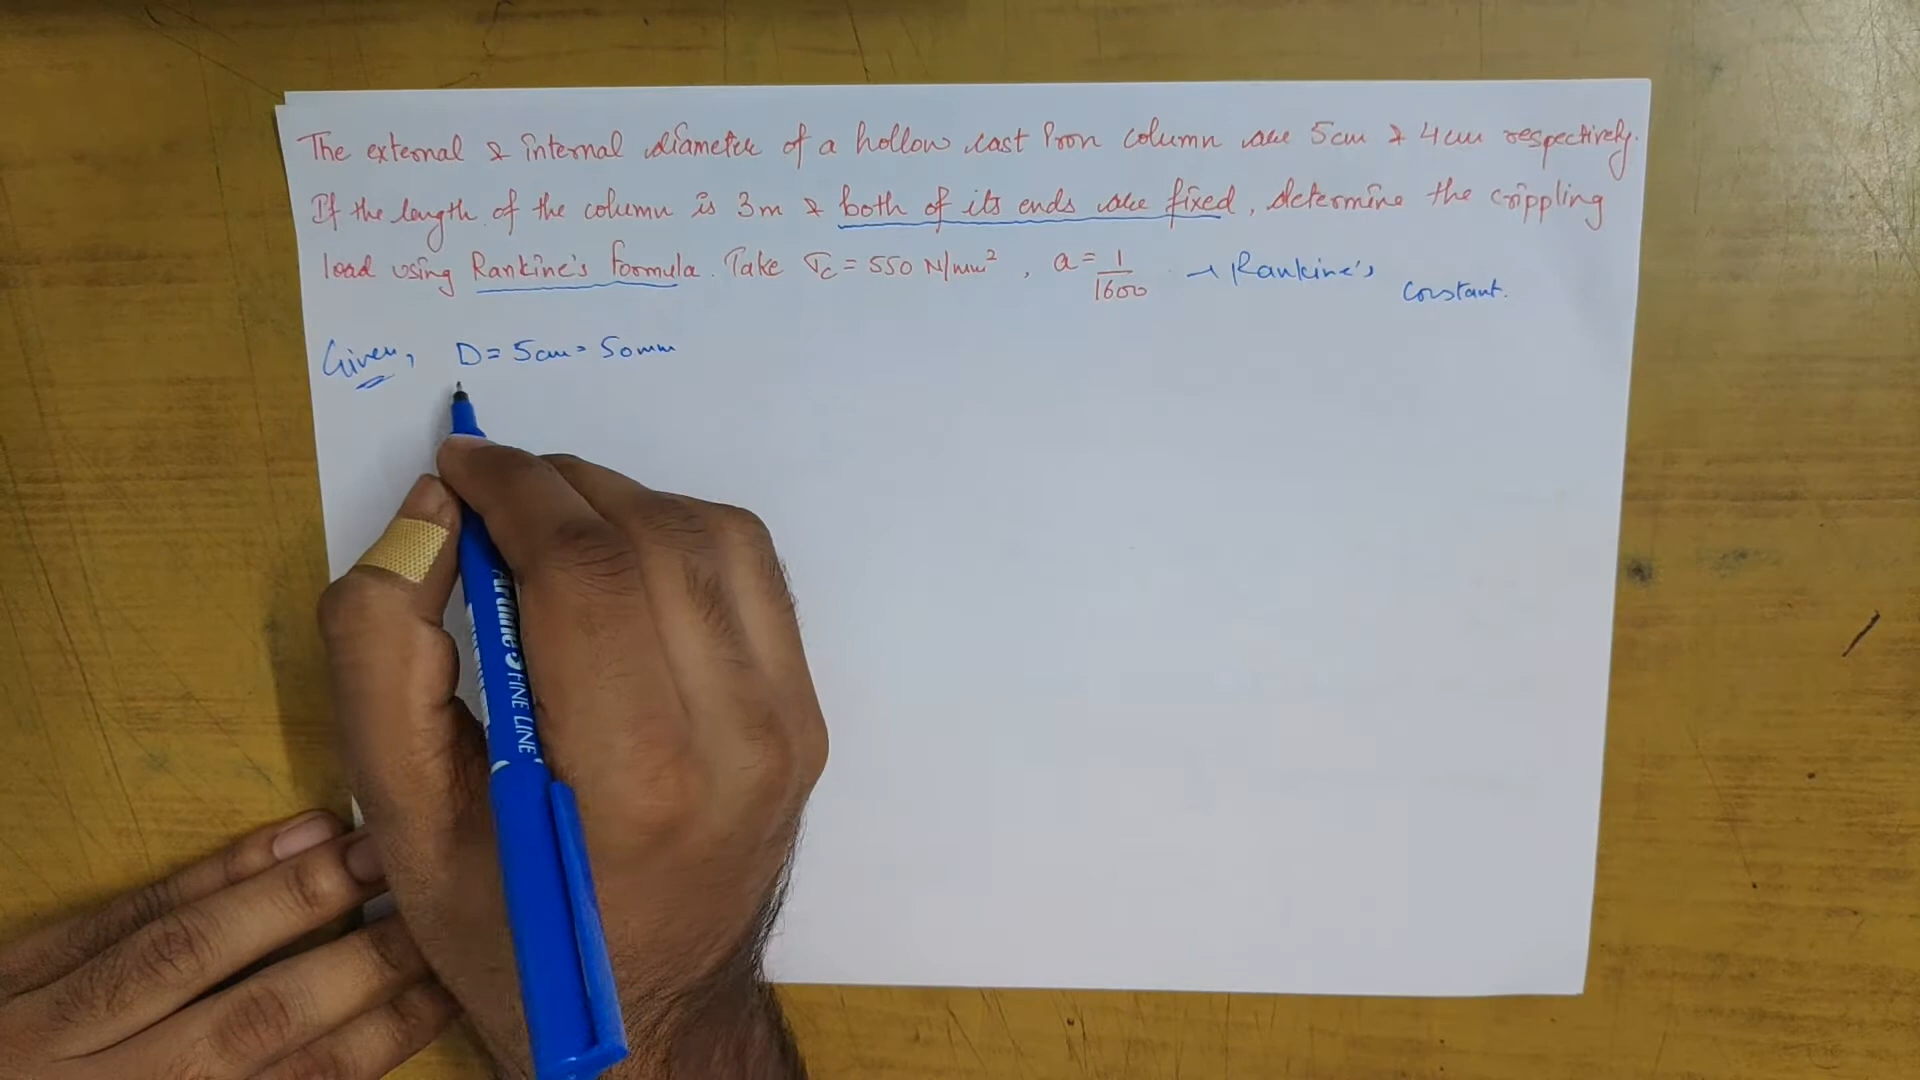 The external & internal diameter of a hollow cast Iron column are 5cm & 4cm respectively.
If the length of the column is 3m & both of its ends are fixed, determine the crippling
load using Rankine's formula. Take σc = 550 N/mm², a = 1/1600 → Rankine's
constant.
Given, D = 5cm = 50mm
Artline
FINE LINE